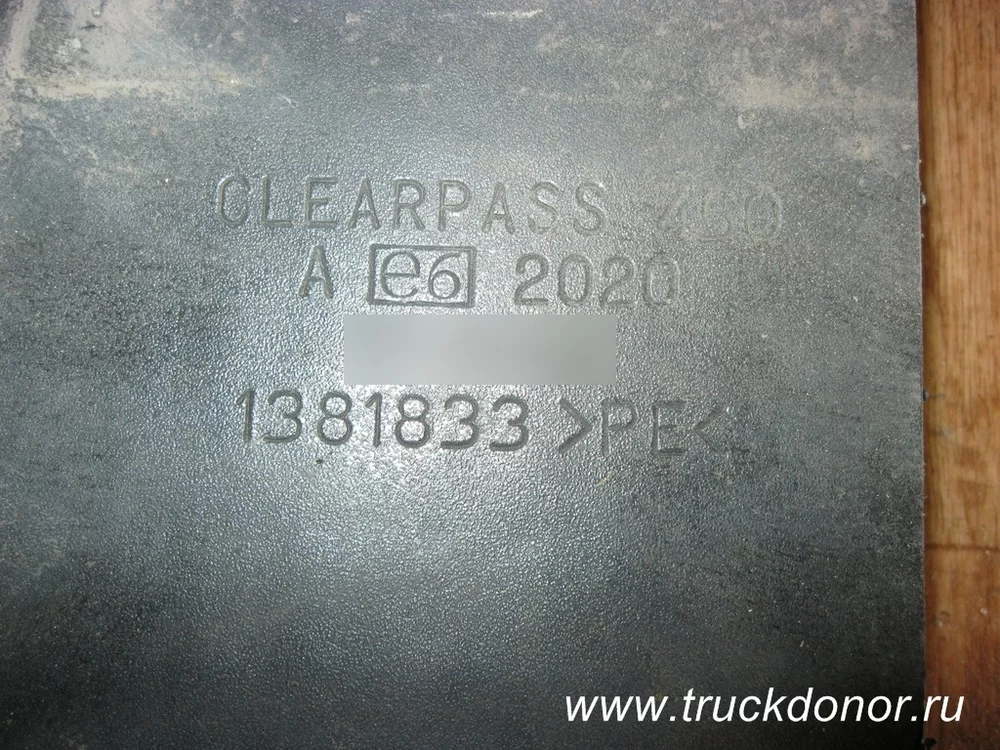 CLEARPASS 450
A e6 2020
1381833 >PE<
www.truckdonor.ru